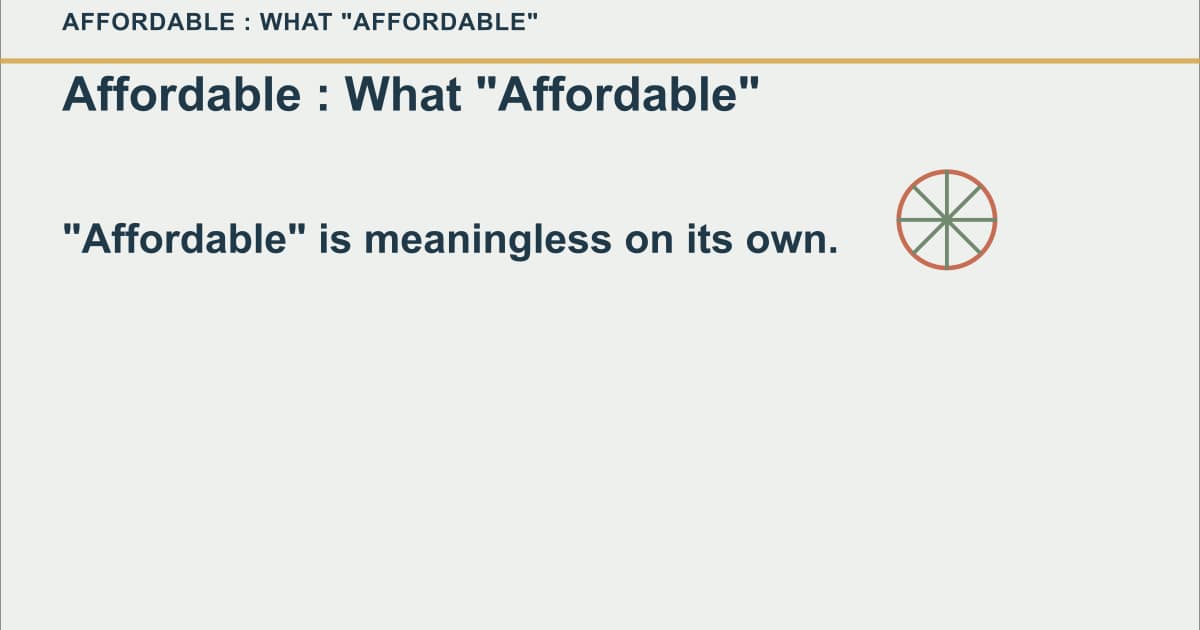 AFFORDABLE : WHAT "AFFORDABLE"
Affordable : What "Affordable"
"Affordable" is meaningless on its own.